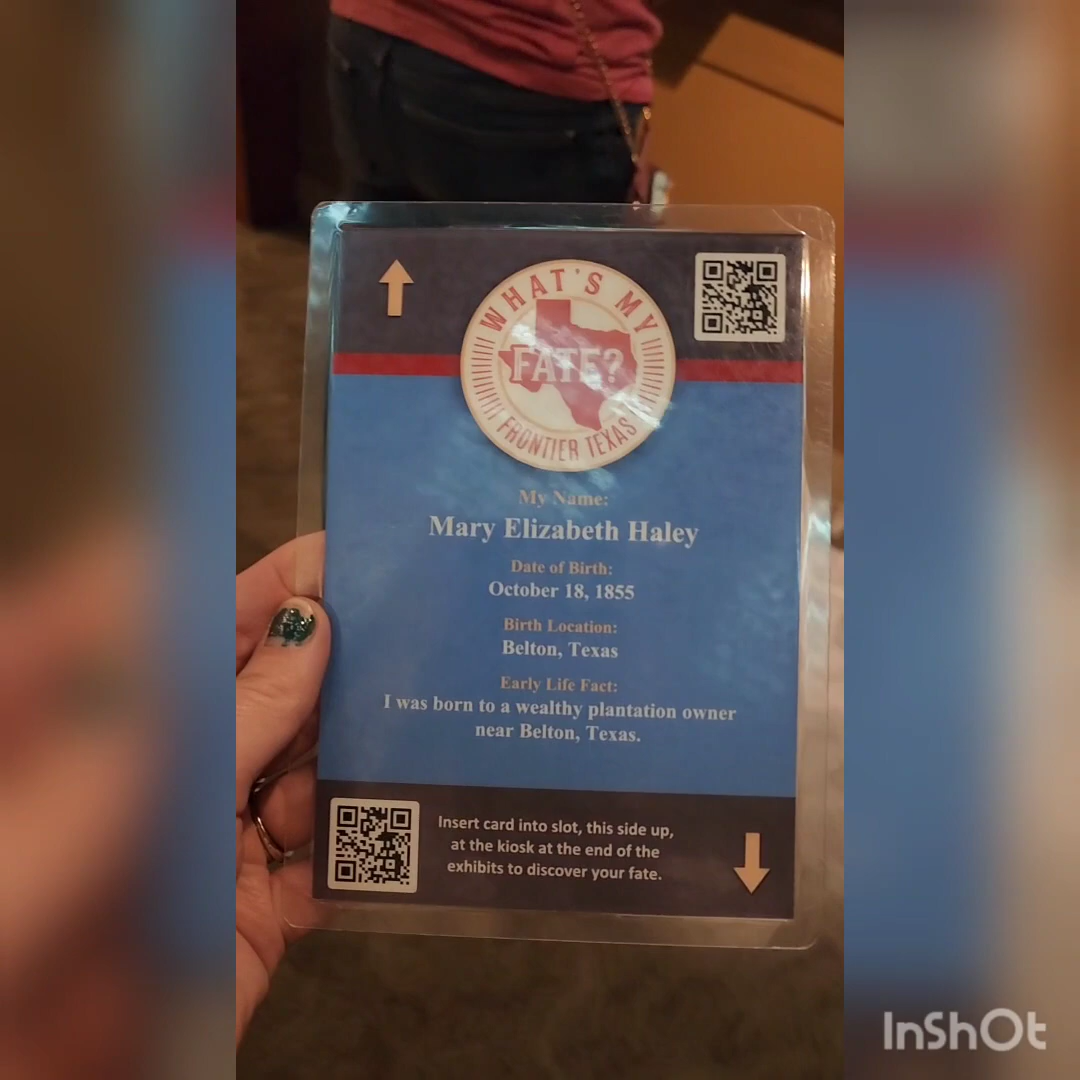 WHAT'S MY
FATE?
FRONTIER TEXAS
My Name:
Mary Elizabeth Haley
Date of Birth:
October 18, 1855
Birth Location:
Belton, Texas
Early Life Fact:
I was born to a wealthy plantation owner
near Belton, Texas.
Insert card into slot, this side up,
at the kiosk at the end of the
exhibits to discover your fate.
InShOt